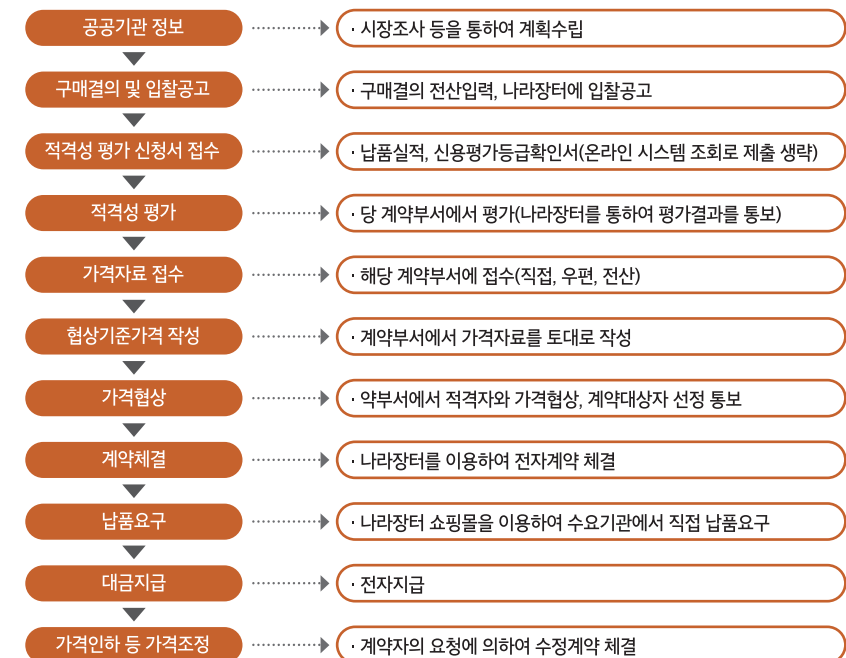 공공기관 정보
· 시장조사 등을 통하여 계획수립
구매결의 및 입찰공고
· 구매결의 전산입력, 나라장터에 입찰공고
적격성 평가 신청서 접수
· 납품실적, 신용평가등급확인서(온라인 시스템 조회로 제출 생략)
적격성 평가
· 당 계약부서에서 평가(나라장터를 통하여 평가결과를 통보)
가격자료 접수
· 해당 계약부서에 접수(직접, 우편, 전산)
협상기준가격 작성
· 계약부서에서 가격자료를 토대로 작성
가격협상
· 약부서에서 적격자와 가격협상, 계약대상자 선정 통보
계약체결
· 나라장터를 이용하여 전자계약 체결
납품요구
· 나라장터 쇼핑몰을 이용하여 수요기관에서 직접 납품요구
대금지급
· 전자지급
가격인하 등 가격조정
· 계약자의 요청에 의하여 수정계약 체결